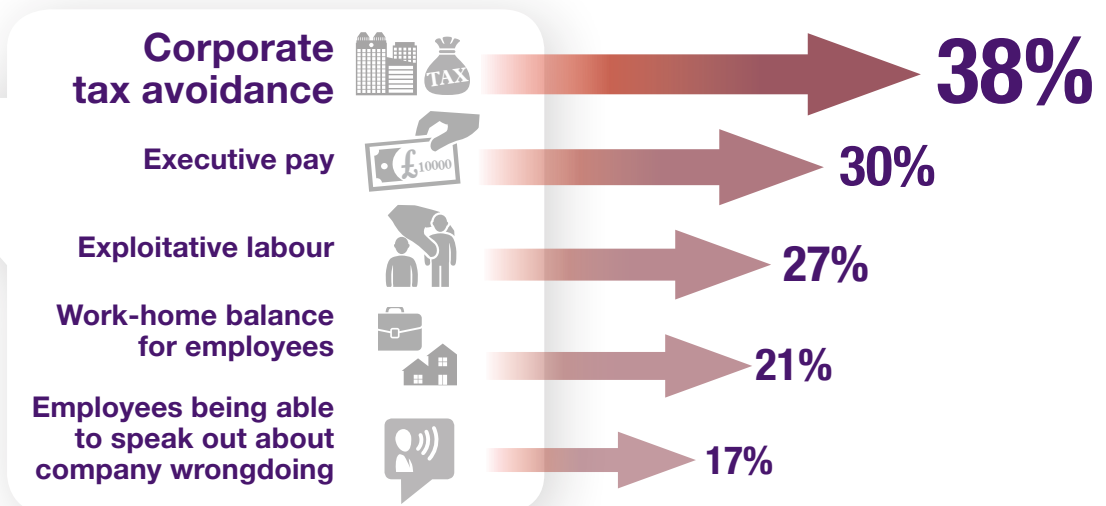 Corporate
tax avoidance
TAX
38%
Executive pay
£10000
30%
Exploitative labour
27%
Work-home balance
for employees
21%
Employees being able
to speak out about
company wrongdoing
17%